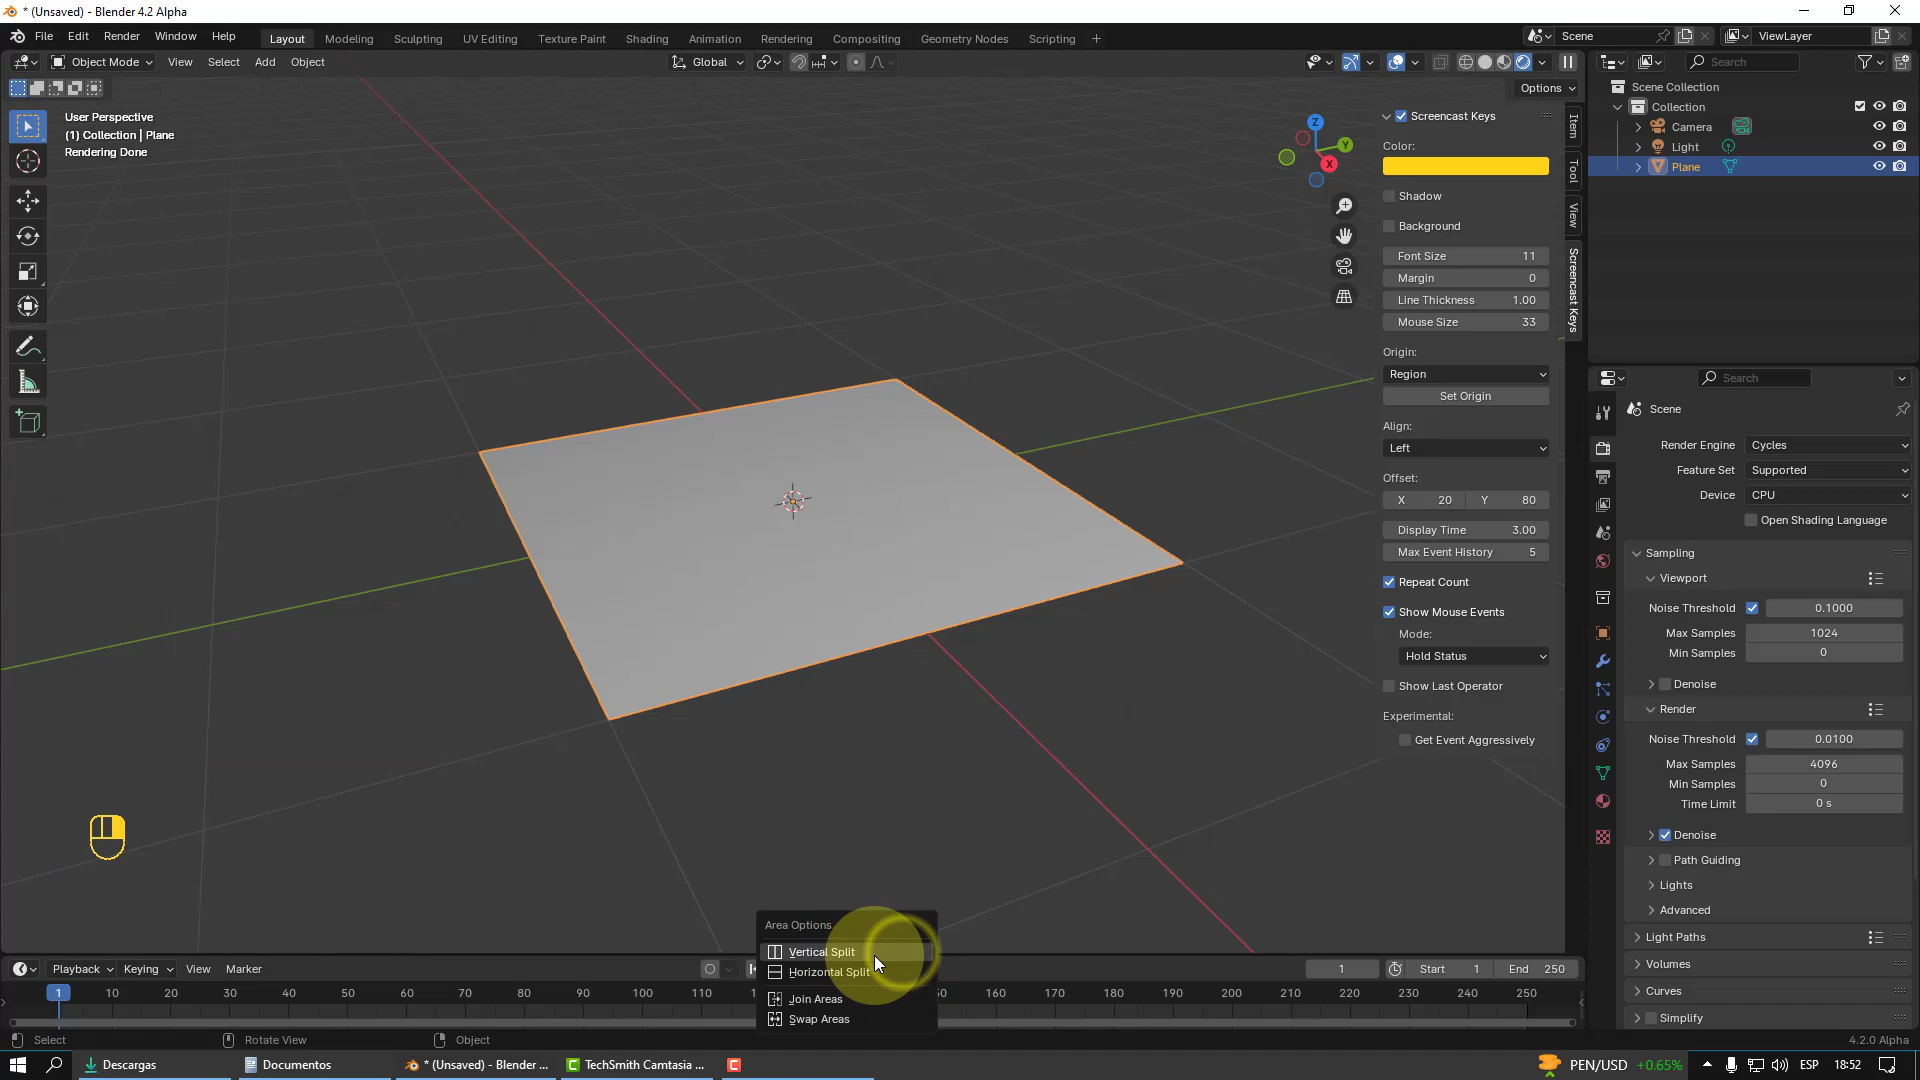 * (Unsaved) - Blender 4.2 Alpha
File Edit Render Window Help
Layout Modeling Sculpting UV Editing Texture Paint Shading Animation Rendering Compositing Geometry Nodes Scripting +
Scene ViewLayer
Object Mode View Select Add Object
Global
Search
Options
User Perspective
(1) Collection | Plane
Rendering Done
Z
Y
X
Screencast Keys
Color:
Shadow
Background
Font Size 11
Margin 0
Line Thickness 1.00
Mouse Size 33
Origin:
Region
Set Origin
Align:
Left
Offset:
X 20 Y 80
Display Time 3.00
Max Event History 5
Repeat Count
Show Mouse Events
Mode:
Hold Status
Show Last Operator
Experimental:
Get Event Aggressively
Item
Tool
View
Screencast Keys
Scene Collection
Collection
Camera
Light
Plane
Search
Scene
Render Engine Cycles
Feature Set Supported
Device CPU
Open Shading Language
Sampling
Viewport
Noise Threshold 0.1000
Max Samples 1024
Min Samples 0
Denoise
Render
Noise Threshold 0.0100
Max Samples 4096
Min Samples 0
Time Limit 0 s
Denoise
Path Guiding
Lights
Advanced
Light Paths
Volumes
Curves
Simplify
Area Options
Vertical Split
Horizontal Split
Join Areas
Swap Areas
Playback Keying View Marker
1 Start 1 End 250
1 10 20 30 40 50 60 70 80 90 100 110 50 160 170 180 190 200 210 220 230 240 250
Select Rotate View Object 4.2.0 Alpha
Descargas Documentos * (Unsaved) - Blender ... TechSmith Camtasia ... PEN/USD +0.65% ESP 18:52